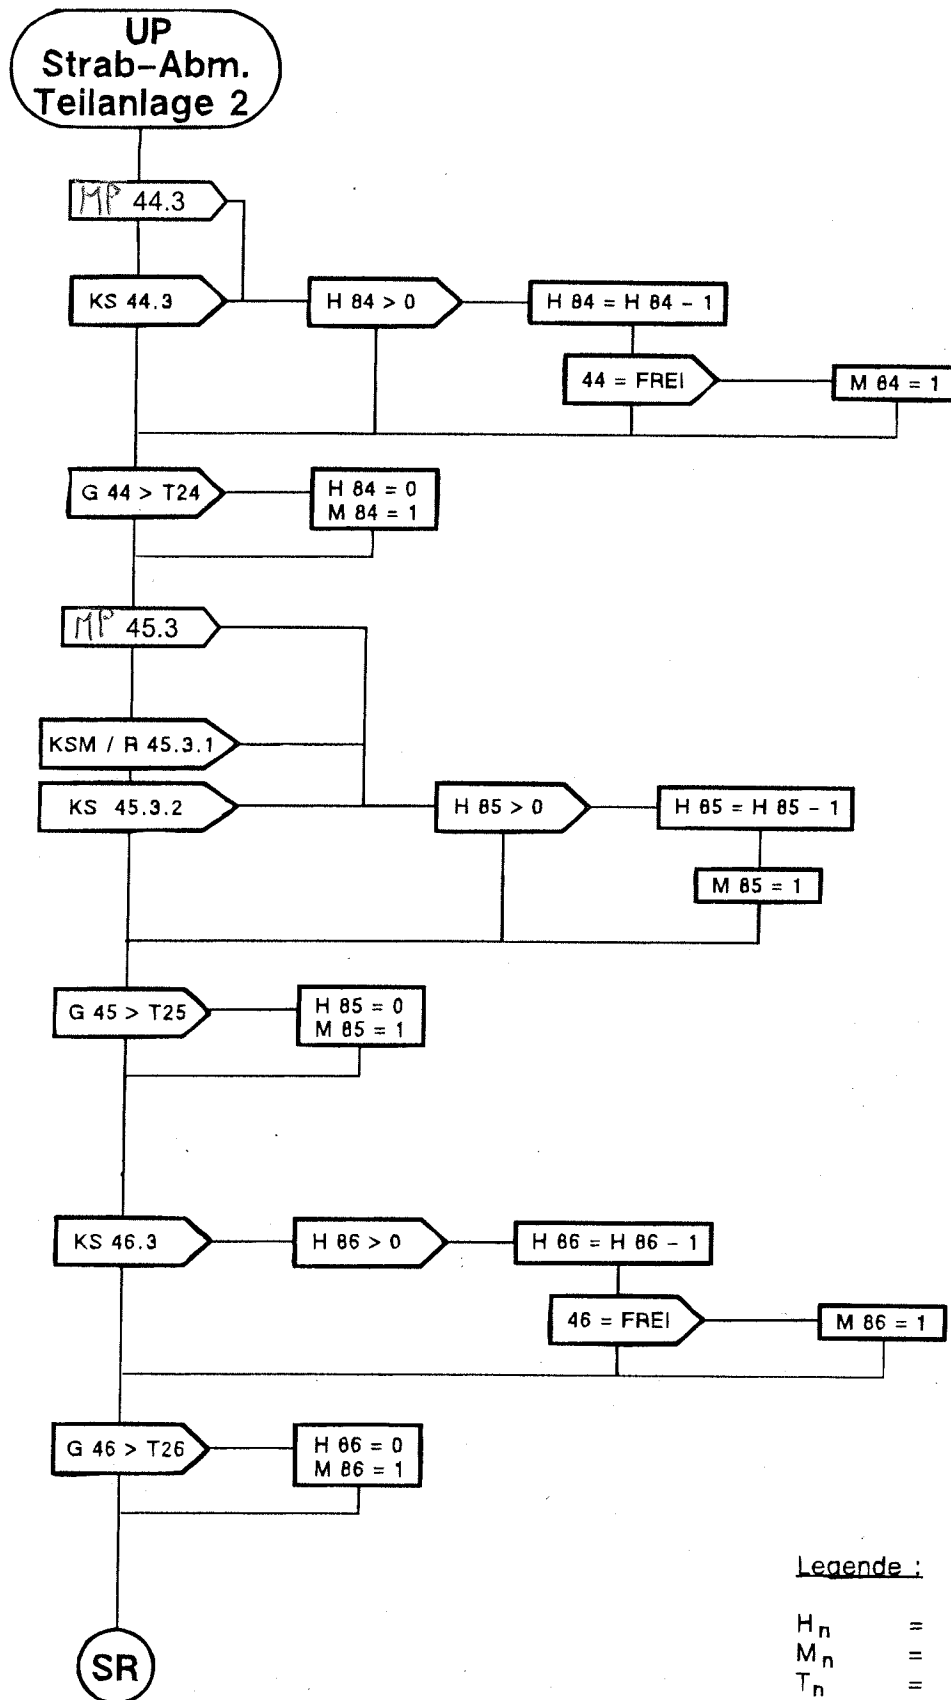 UP
Strab-Abm.
Teilanlage 2
MP 44.3
KS 44.3
H 84 > 0
H 84 = H 84 - 1
44 = FREI
M 84 = 1
G 44 > T24
H 84 = 0
M 84 = 1
MP 45.3
KSM / R 45.3.1
KS 45.3.2
H 85 > 0
H 85 = H 85 - 1
M 85 = 1
G 45 > T25
H 85 = 0
M 85 = 1
KS 46.3
H 86 > 0
H 86 = H 86 - 1
46 = FREI
M 86 = 1
G 46 > T26
H 86 = 0
M 86 = 1
Legende :
Hn =
Mn =
Tn =
SR